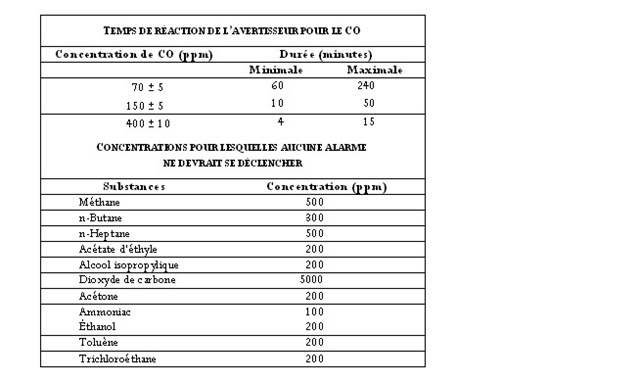 TEMPS DE RÉACTION DE L'AVERTISSEUR POUR LE CO
Concentration de CO (ppm) Durée (minutes)
Minimale Maximale
70 ± 5 60 240
150 ± 5 10 50
400 ± 10 4 15
CONCENTRATIONS POUR LESQUELLES AUCUNE ALARME
NE DEVRAIT SE DÉCLENCHER
Substances Concentration (ppm)
Méthane 500
n-Butane 300
n-Heptane 500
Acétate d'éthyle 200
Alcool isopropylique 200
Dioxyde de carbone 5000
Acétone 200
Ammoniac 100
Éthanol 200
Toluène 200
Trichloroéthane 200